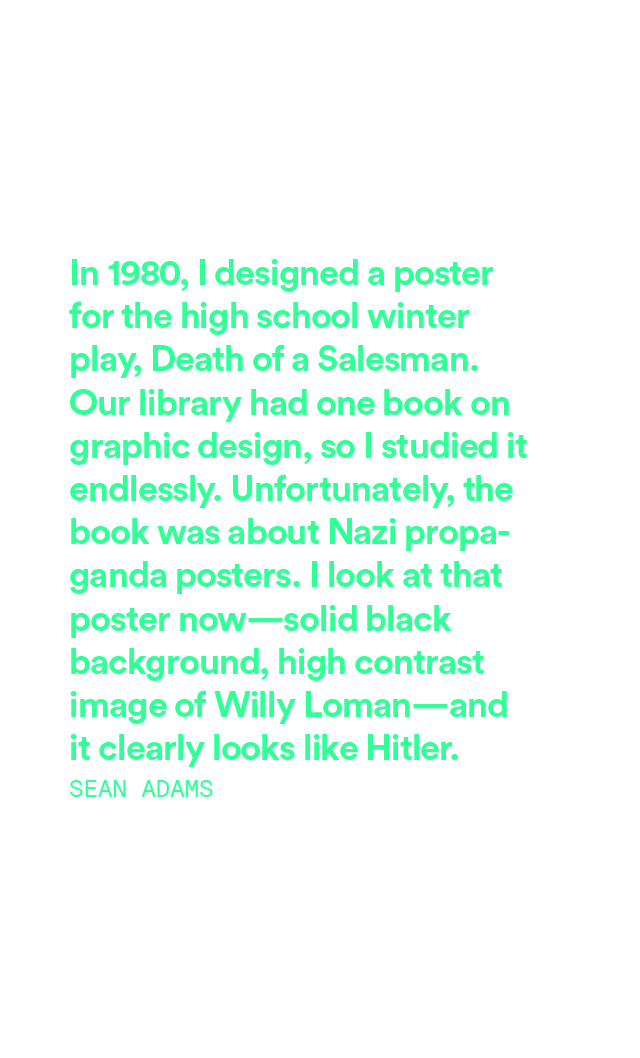 In 1980, I designed a poster
for the high school winter
play, Death of a Salesman.
Our library had one book on
graphic design, so I studied it
endlessly. Unfortunately, the
book was about Nazi propa-
ganda posters. I look at that
poster now—solid black
background, high contrast
image of Willy Loman—and
it clearly looks like Hitler.
SEAN ADAMS